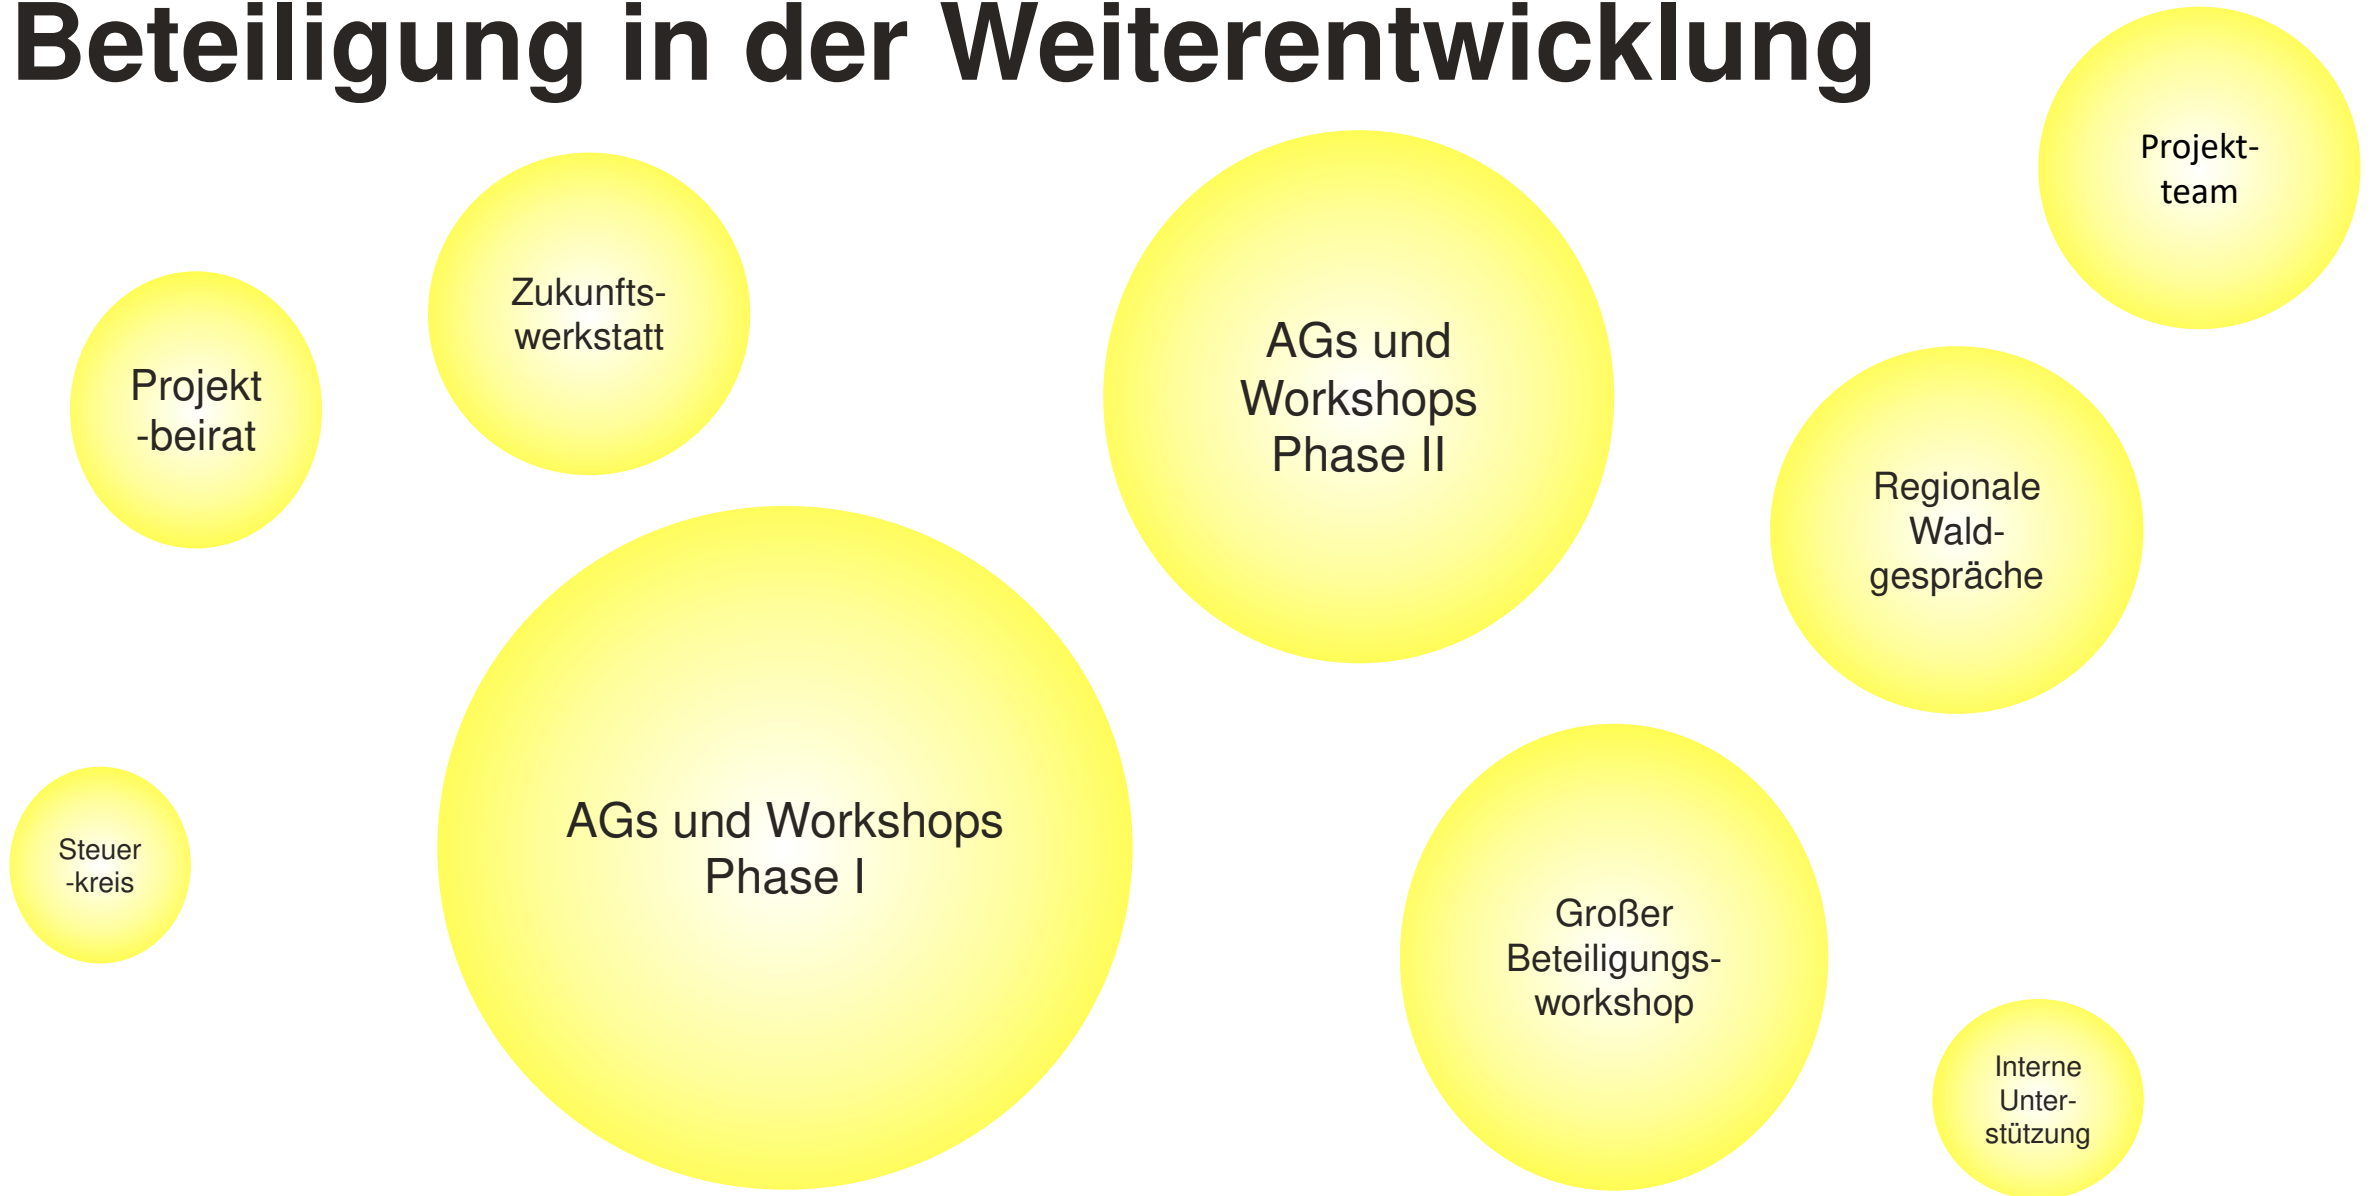 Beteiligung in der Weiterentwicklung
Projekt-
team
Zukunfts-
werkstatt
AGs und
Workshops
Phase II
Projekt
-beirat
Regionale
Wald-
gespräche
AGs und Workshops
Phase I
Steuer
-kreis
Großer
Beteiligungs-
workshop
Interne
Unter-
stützung